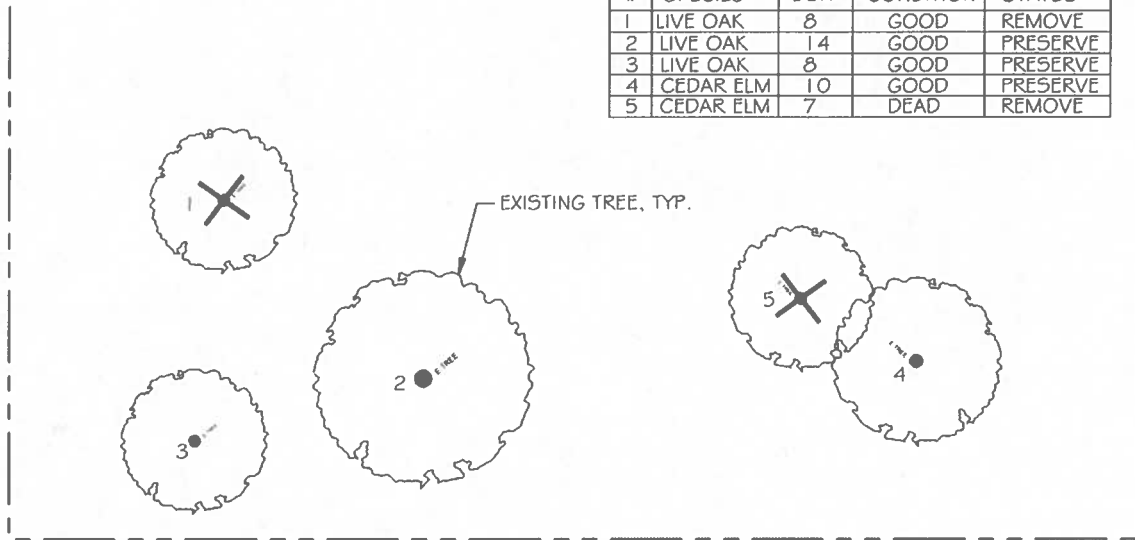 1 LIVE OAK 8 GOOD REMOVE
2 LIVE OAK 14 GOOD PRESERVE
3 LIVE OAK 8 GOOD PRESERVE
4 CEDAR ELM 10 GOOD PRESERVE
5 CEDAR ELM 7 DEAD REMOVE
1
EXISTING TREE, TYP.
5
2 E TREE
4 E TREE
3